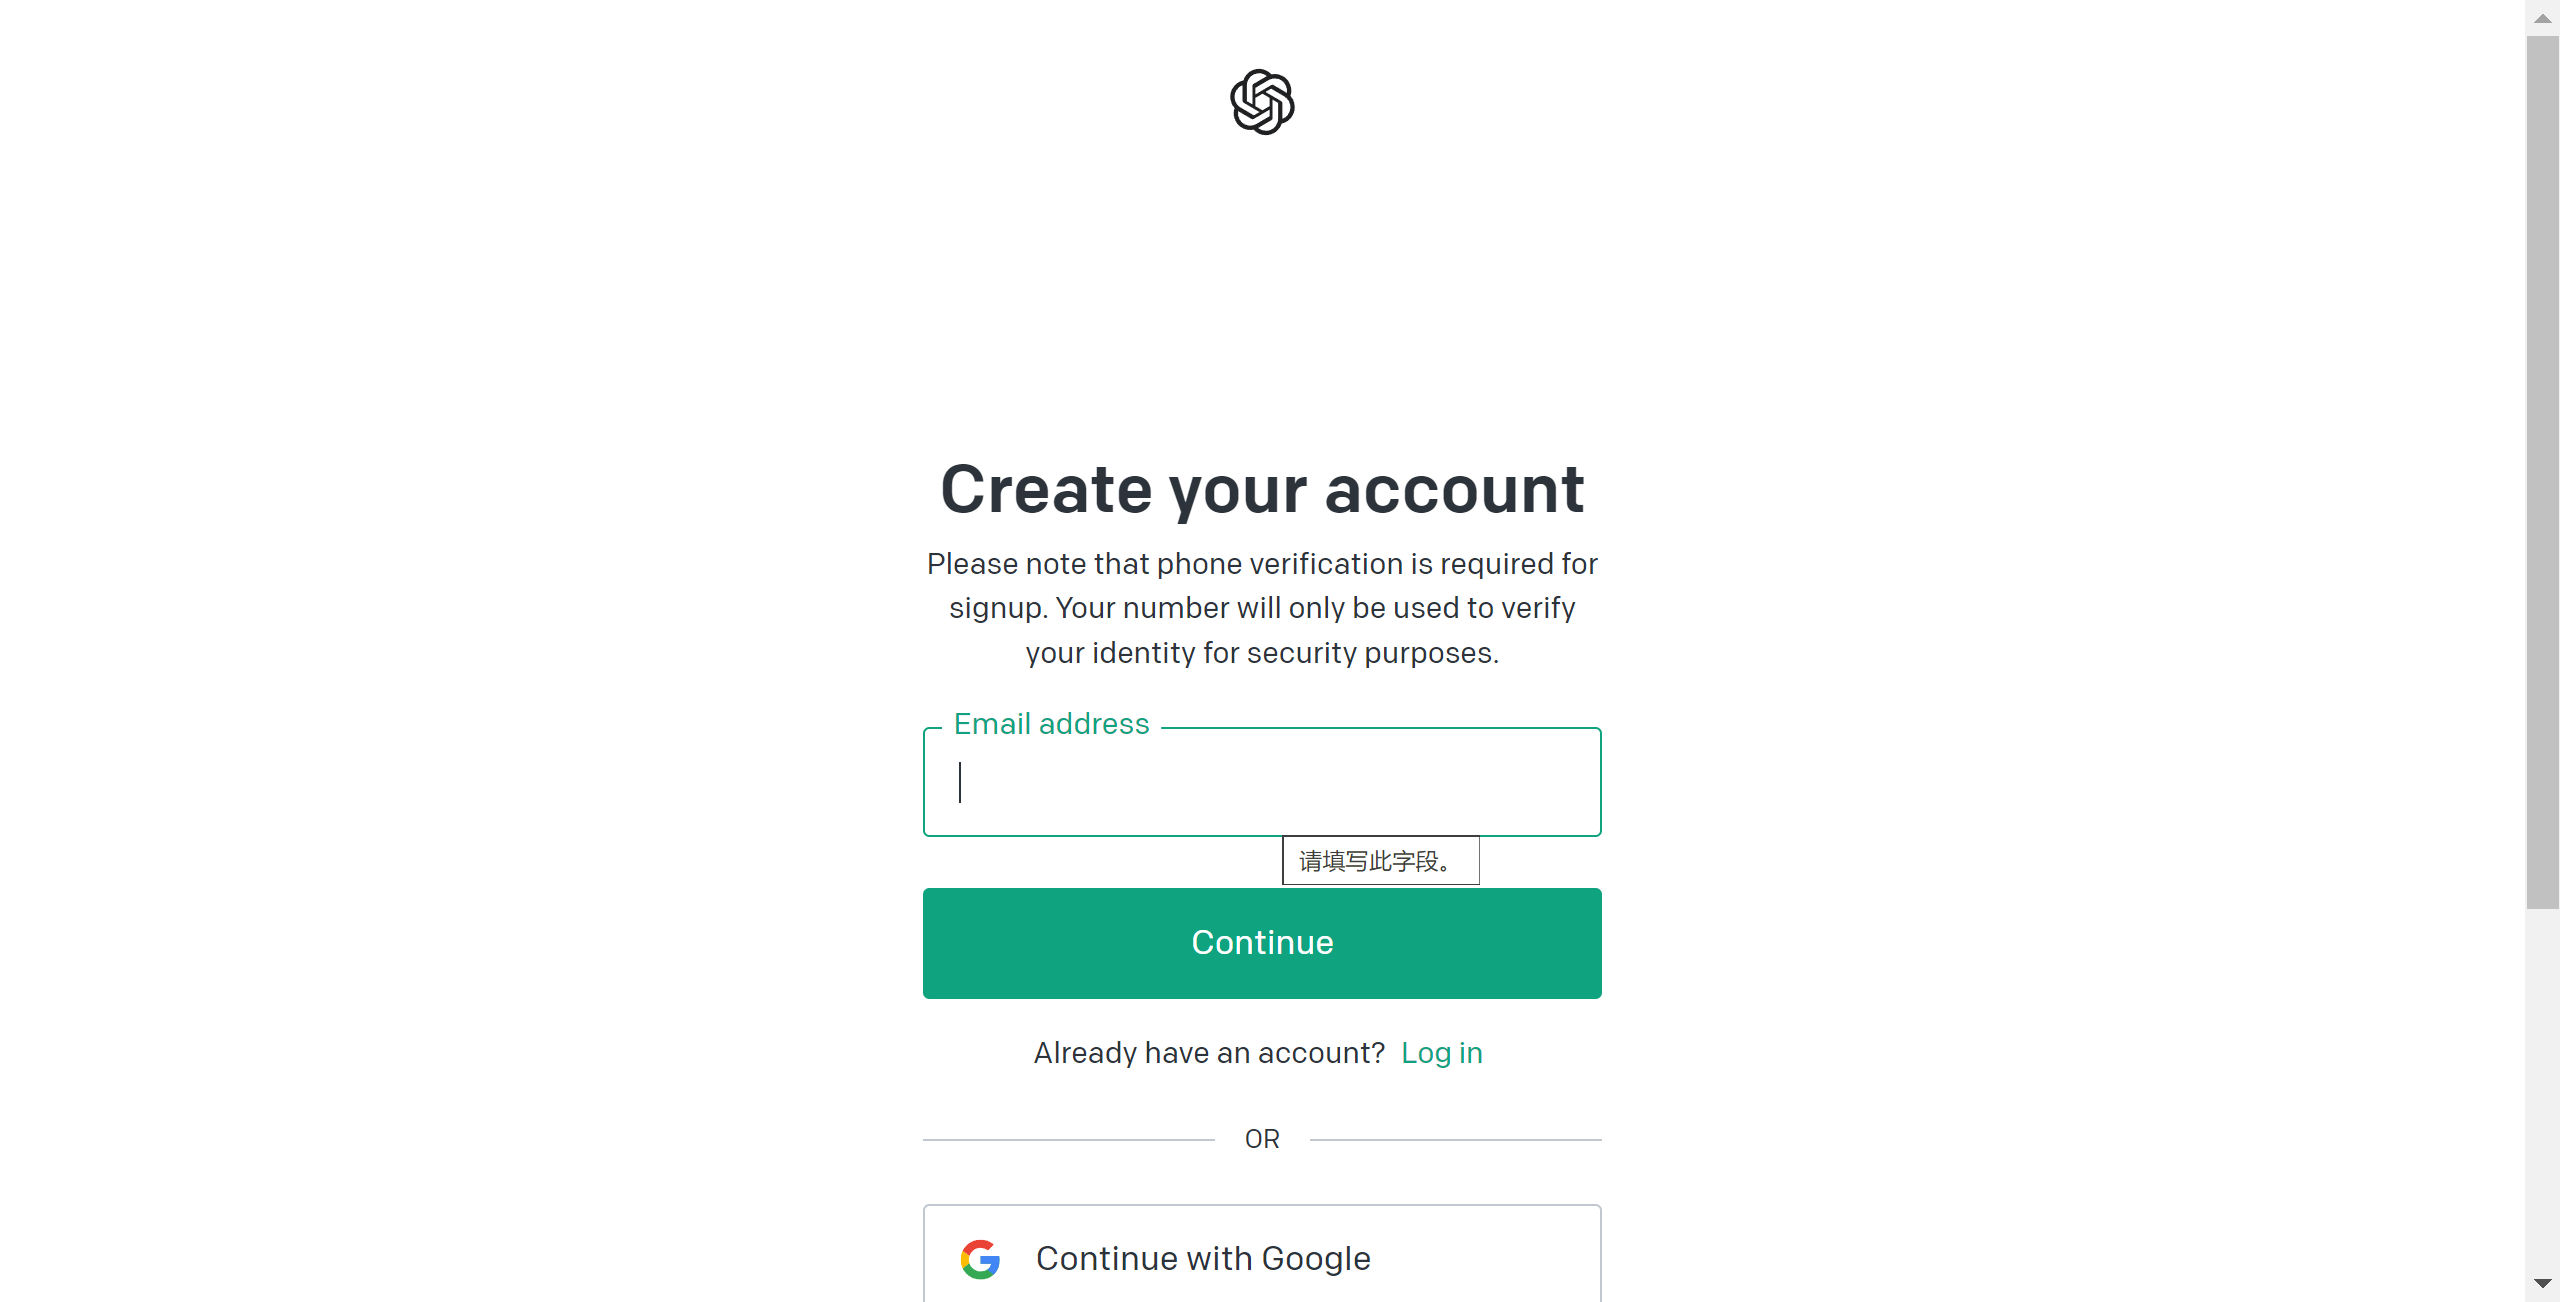 Create your account
Please note that phone verification is required for
signup. Your number will only be used to verify
your identity for security purposes.
Email address
请填写此字段。
Continue
Already have an account? Log in
OR
Continue with Google